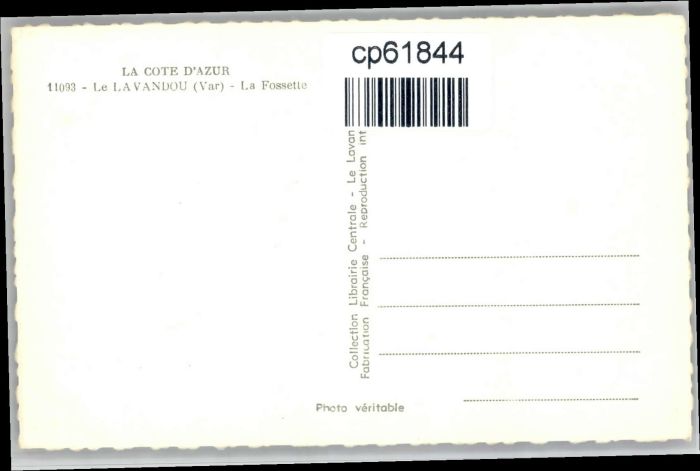 LA COTE D'AZUR
11093 - Le LAVANDOU (Var) - La Fossette
cp61844
Collection Librairie Centrale - Le Lavan
Fabrication Française - Reproduction int
Photo véritable